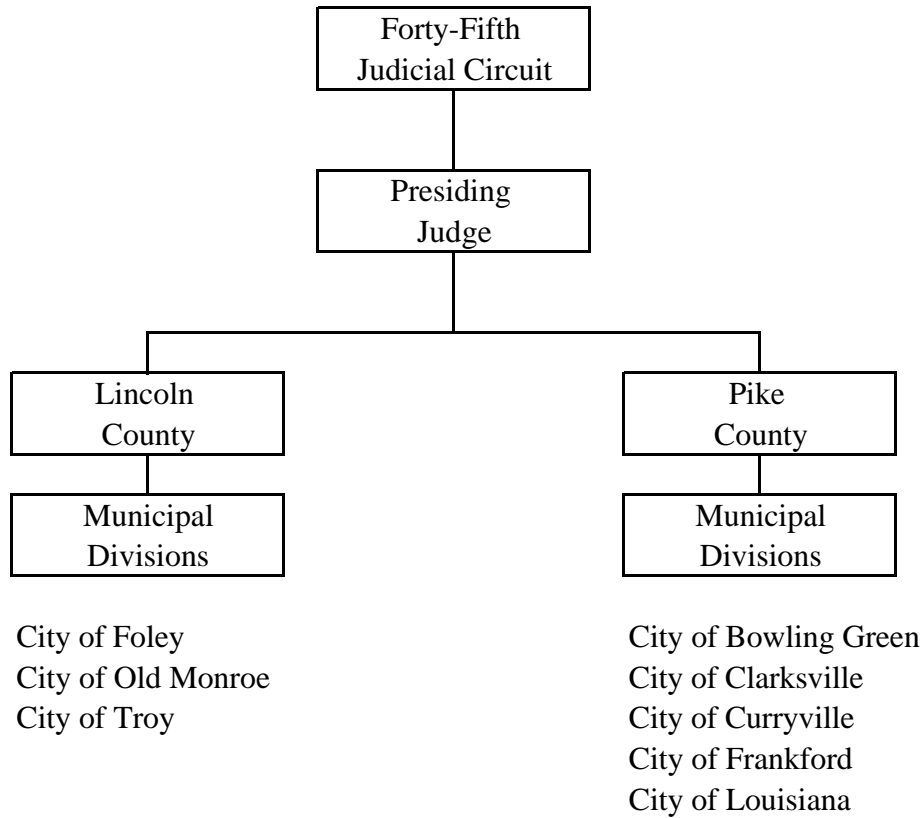 Forty-Fifth
Judicial Circuit
Presiding
Judge
Lincoln
County
Municipal
Divisions
City of Foley
City of Old Monroe
City of Troy
Pike
County
Municipal
Divisions
City of Bowling Green
City of Clarksville
City of Curryville
City of Frankford
City of Louisiana